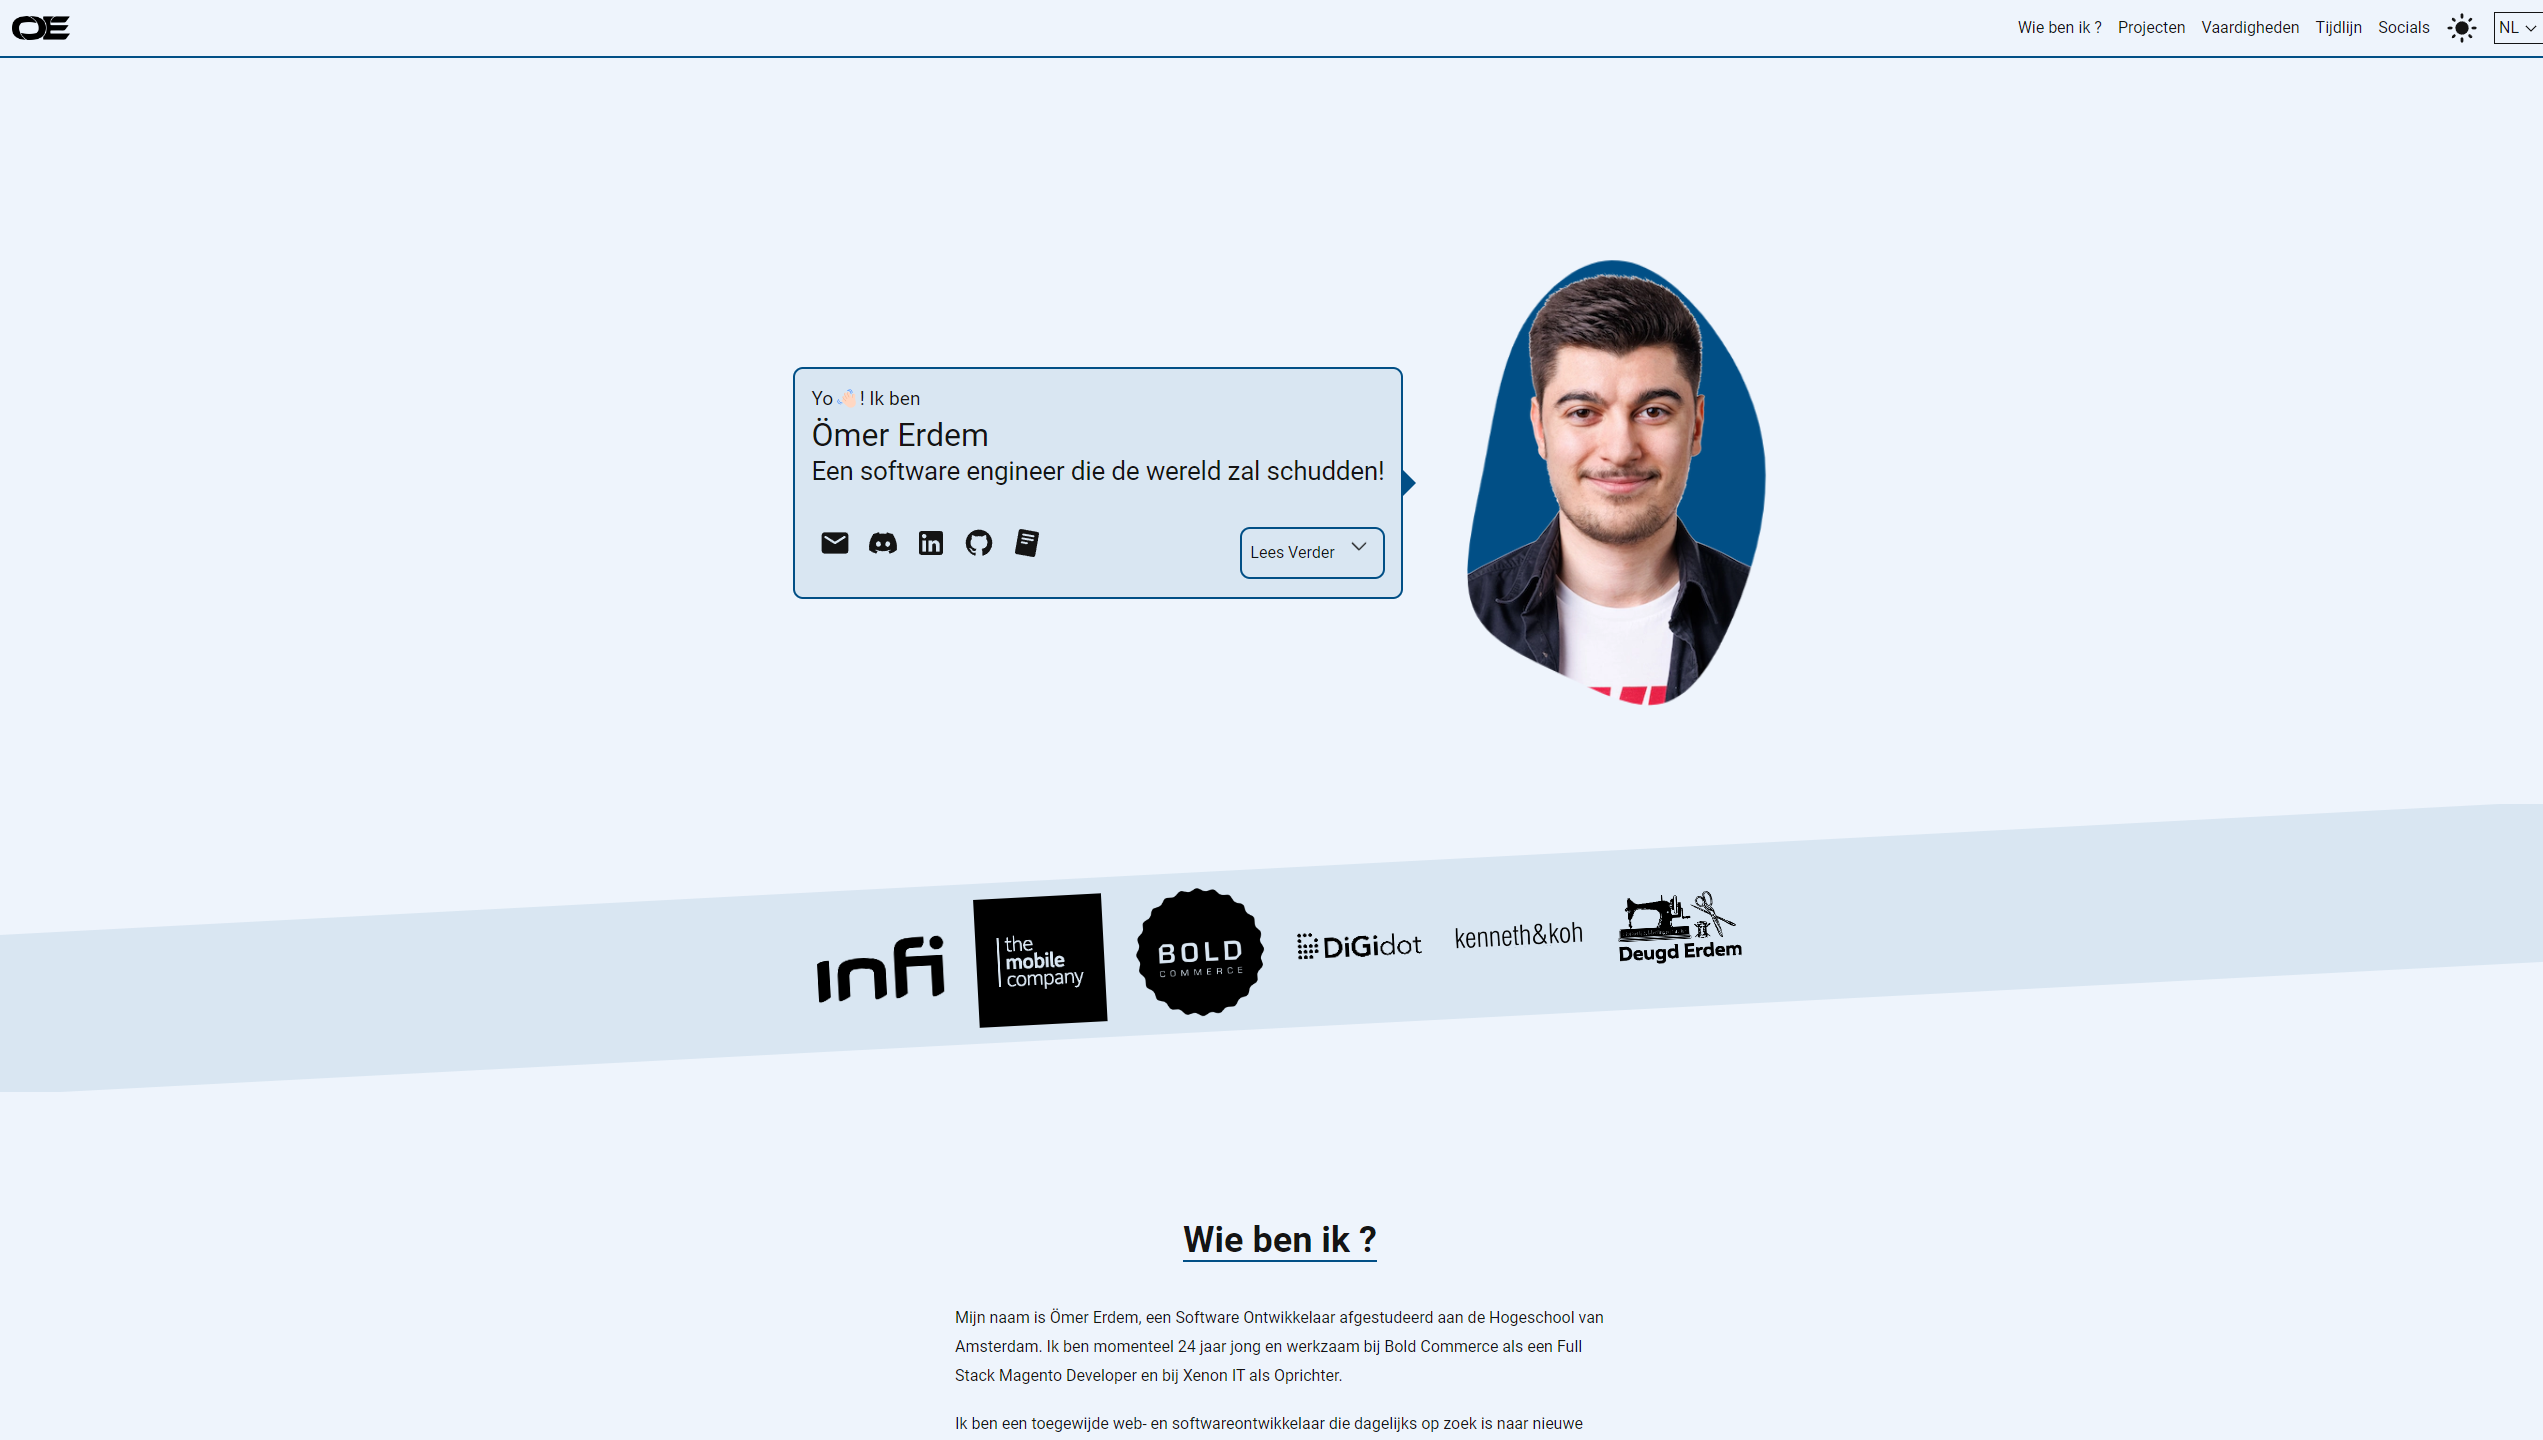 OE
Wie ben ik ? Projecten Vaardigheden Tijdlijn Socials NL
Yo👋🏻! Ik ben
Ömer Erdem
Een software engineer die de wereld zal schudden!
in
Lees Verder
infi
the
mobile
company
BOLD
COMMERCE
DiGidot
kenneth&koh
Deugd Erdem
Wie ben ik ?
Mijn naam is Ömer Erdem, een Software Ontwikkelaar afgestudeerd aan de Hogeschool van
Amsterdam. Ik ben momenteel 24 jaar jong en werkzaam bij Bold Commerce als een Full
Stack Magento Developer en bij Xenon IT als Oprichter.
Ik ben een toegewijde web- en softwareontwikkelaar die dagelijks op zoek is naar nieuwe